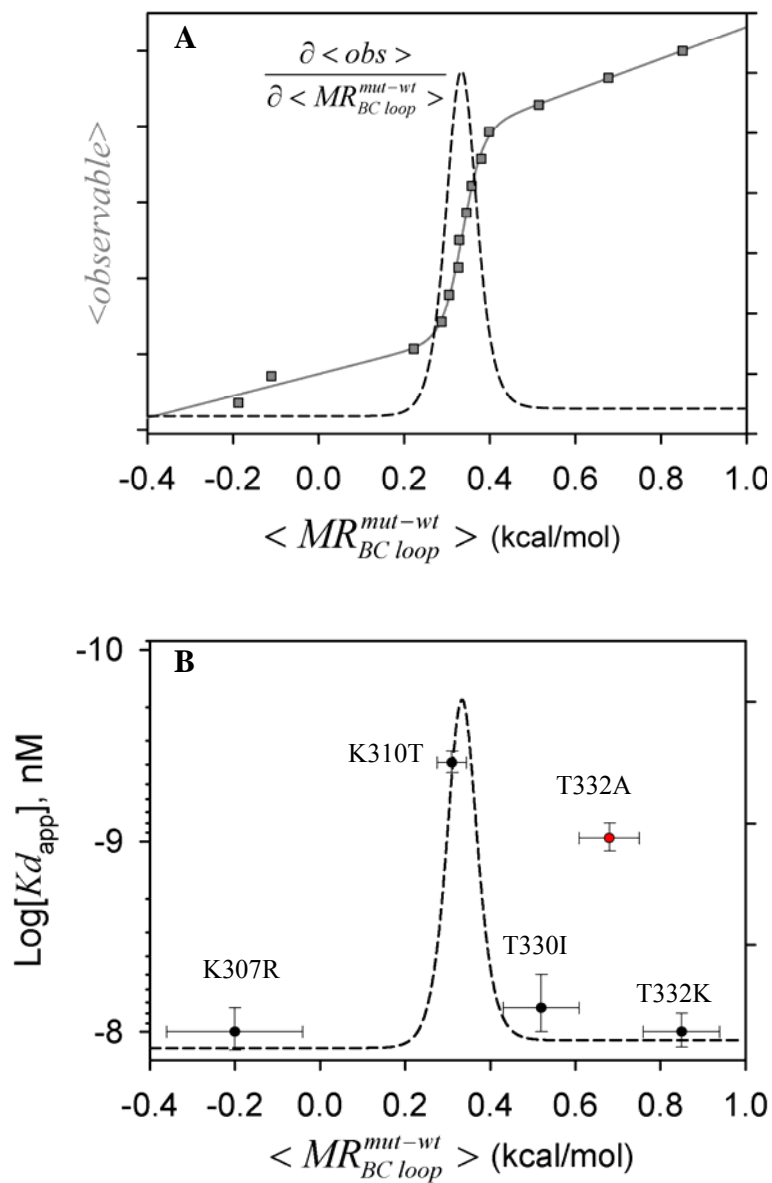 A
∂ < obs >
∂ < MR^{mut-wt}_{BC loop} >
<observable>
-0.4 -0.2 0.0 0.2 0.4 0.6 0.8 1.0
< MR^{mut-wt}_{BC loop} > (kcal/mol)
B
-10
K310T
T332A
-9
Log[Kd_{app}], nM
K307R
T330I
T332K
-8
-0.4 -0.2 0.0 0.2 0.4 0.6 0.8 1.0
< MR^{mut-wt}_{BC loop} > (kcal/mol)